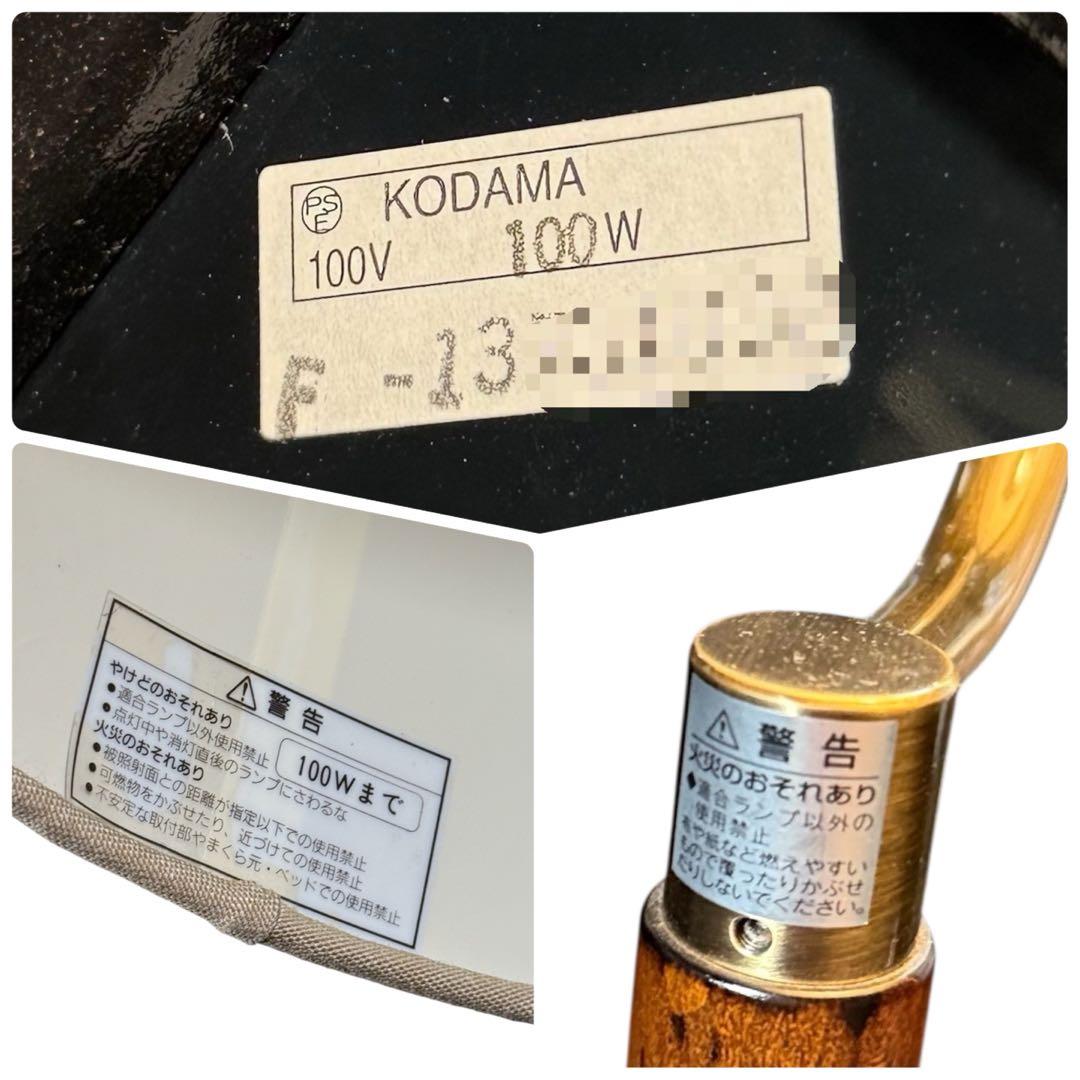 PSE KODAMA
100V 100W
F -13
警告
やけどのおそれあり
●適合ランプ以外使用禁止
100Wまで
●点灯中や消灯直後のランプにさわるな
火災のおそれあり
●被照射面との距離が指定以下での使用禁止
●可燃物をかぶせたり、近づけての使用禁止
●不安定な取付部やまくら元・ベッドでの使用禁止
警告
火災のおそれあり
◆適合ランプ以外の
使用禁止
や紙など燃えやすい
もので覆ったりかぶせ
たりしないでください。